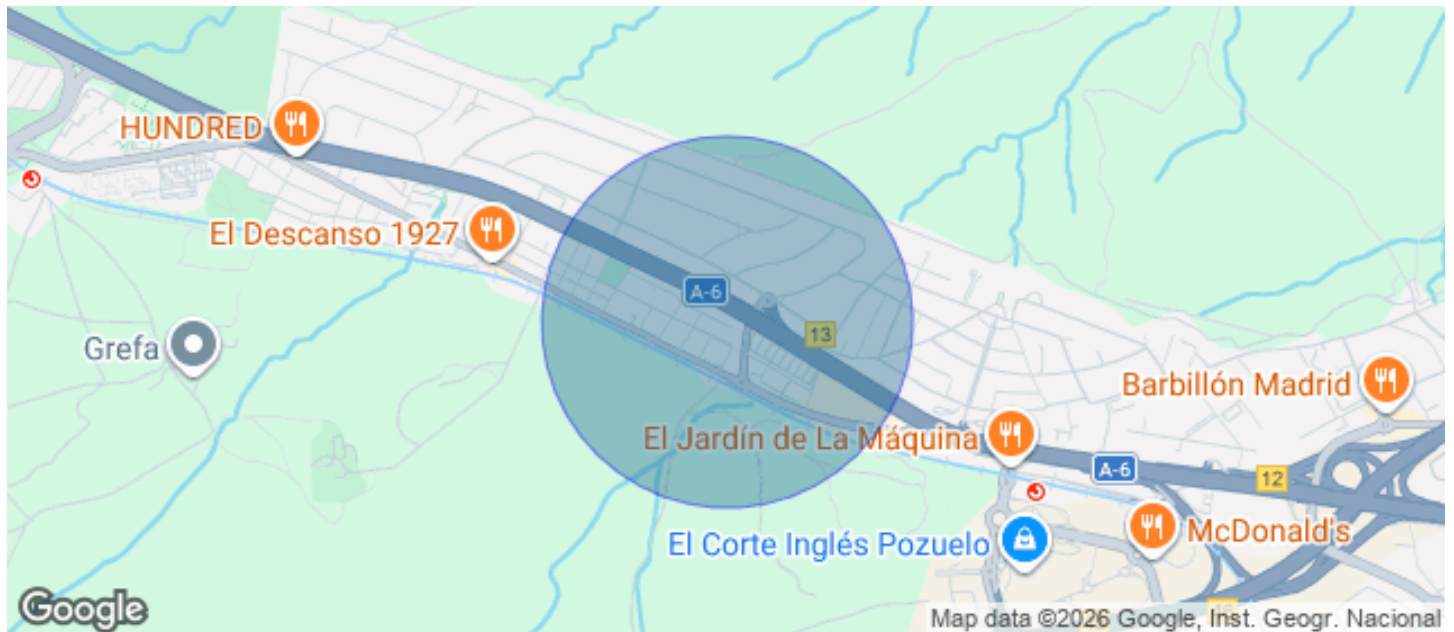 HUNDRED
El Descanso 1927
A-6
13
Grefa
Barbillón Madrid
El Jardín de La Máquina
A-6
12
El Corte Inglés Pozuelo
McDonald's
Google
Map data ©2026 Google, Inst. Geogr. Nacional